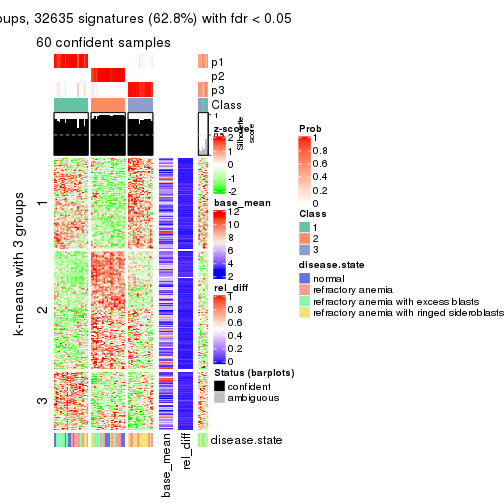 oups, 32635 signatures (62.8%) with fdr < 0.05
60 confident samples
p1
p2
p3
Class
1
Silhouette
score
k-means with 3 groups
1
2
3
z-score
2
1
0
-1
-2
base_mean
12
10
8
6
4
2
rel_diff
1
0.8
0.6
0.4
0.2
0
Status (barplots)
confident
ambiguous
disease.state
base_mean
rel_diff
Prob
1
0.8
0.6
0.4
0.2
0
Class
1
2
3
disease.state
normal
refractory anemia
refractory anemia with excess blasts
refractory anemia with ringed sideroblasts